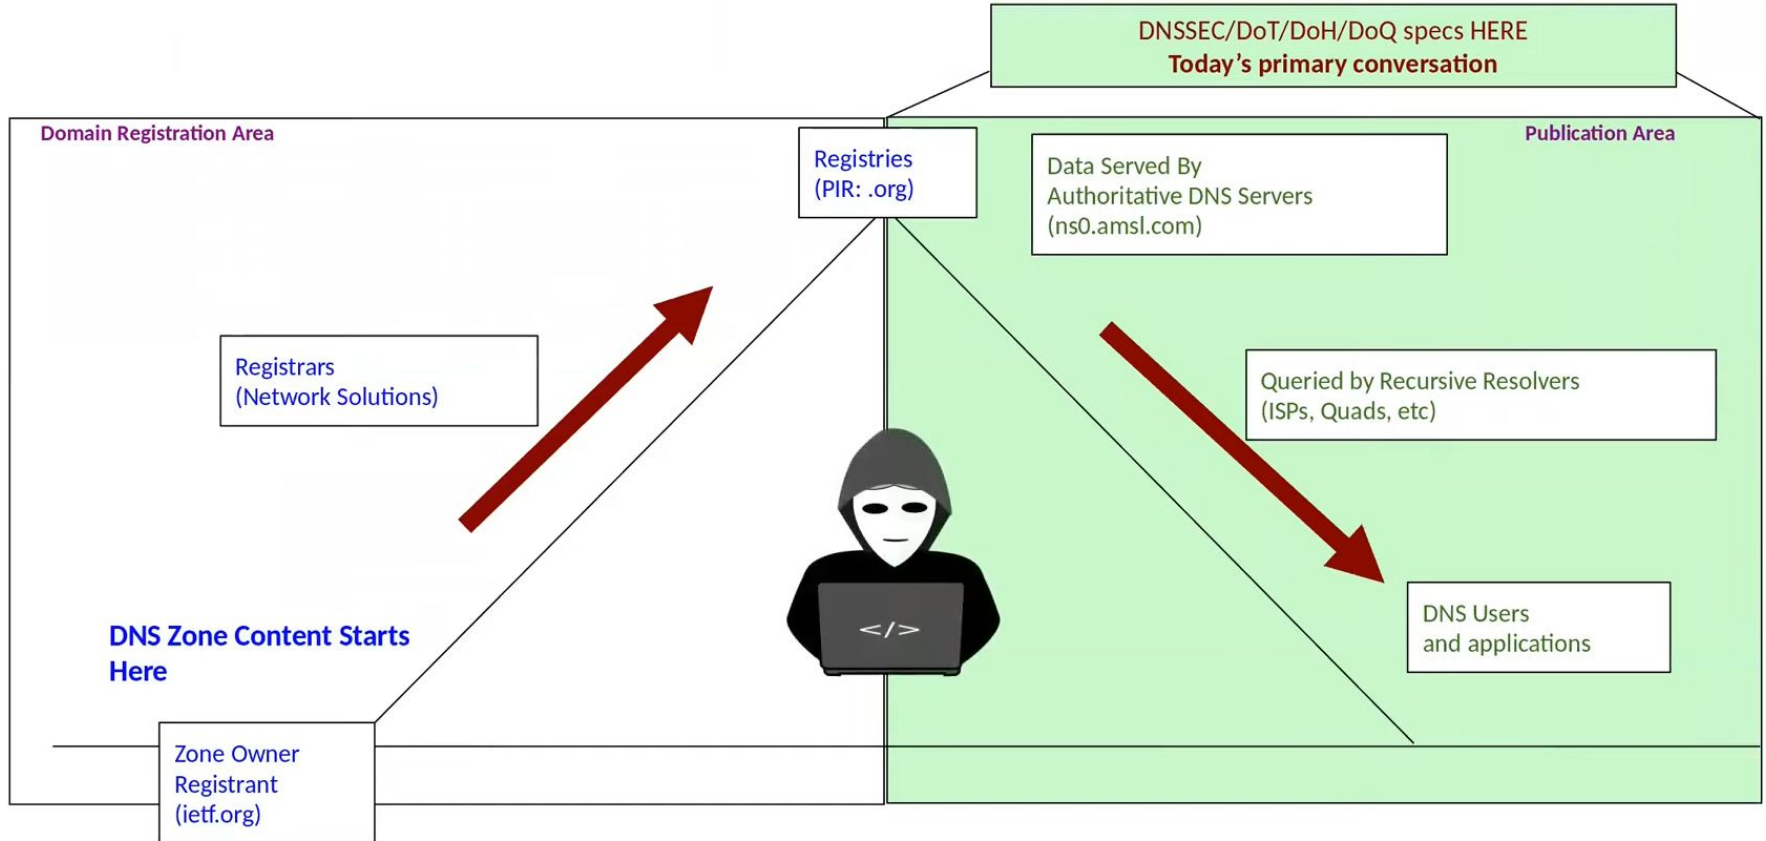 DNSSEC/DoT/DoH/DoQ specs HERE
Today’s primary conversation
Domain Registration Area
Publication Area
Registries
(PIR: .org)
Data Served By
Authoritative DNS Servers
(ns0.amsl.com)
Registrars
(Network Solutions)
Queried by Recursive Resolvers
(ISPs, Quads, etc)
</>
DNS Users
and applications
DNS Zone Content Starts
Here
Zone Owner
Registrant
(ietf.org)